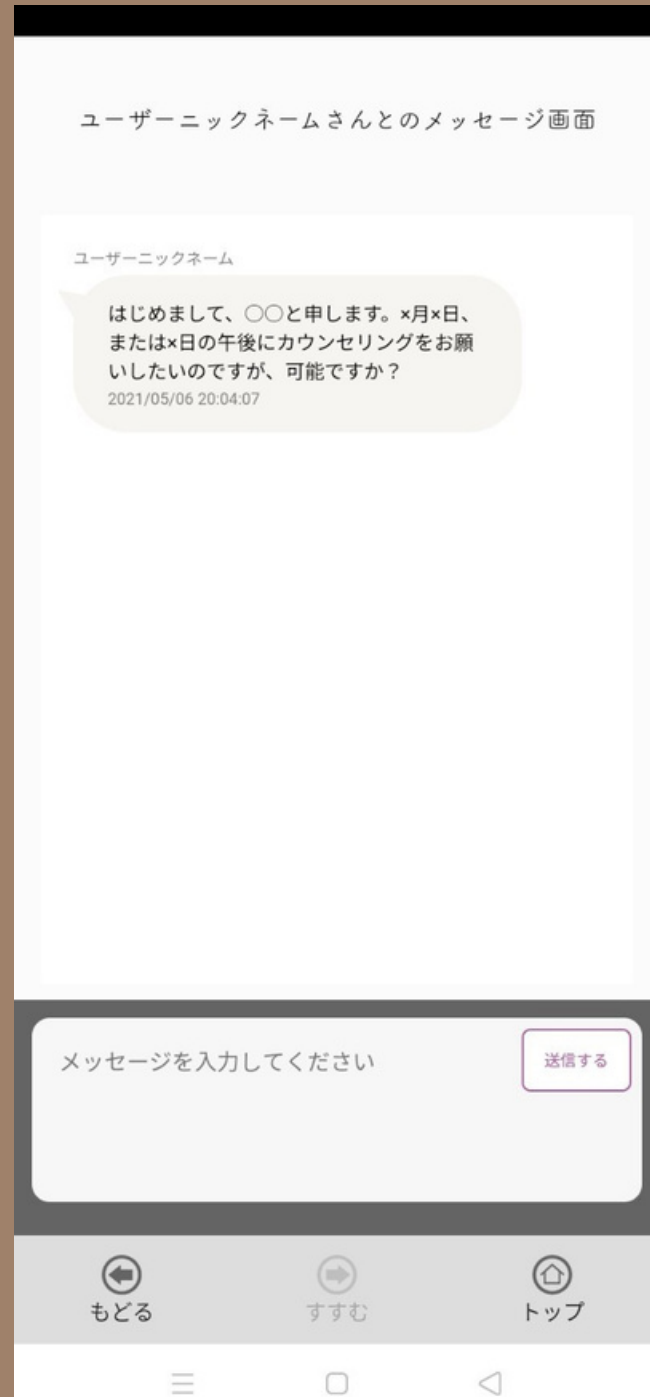 ユーザーニックネームさんとのメッセージ画面
ユーザーニックネーム
はじめまして、○○と申します。×月×日、
または×日の午後にカウンセリングをお願
いしたいのですが、可能ですか？
2021/05/06 20:04:07
メッセージを入力してください
送信する
もどる
すすむ
トップ